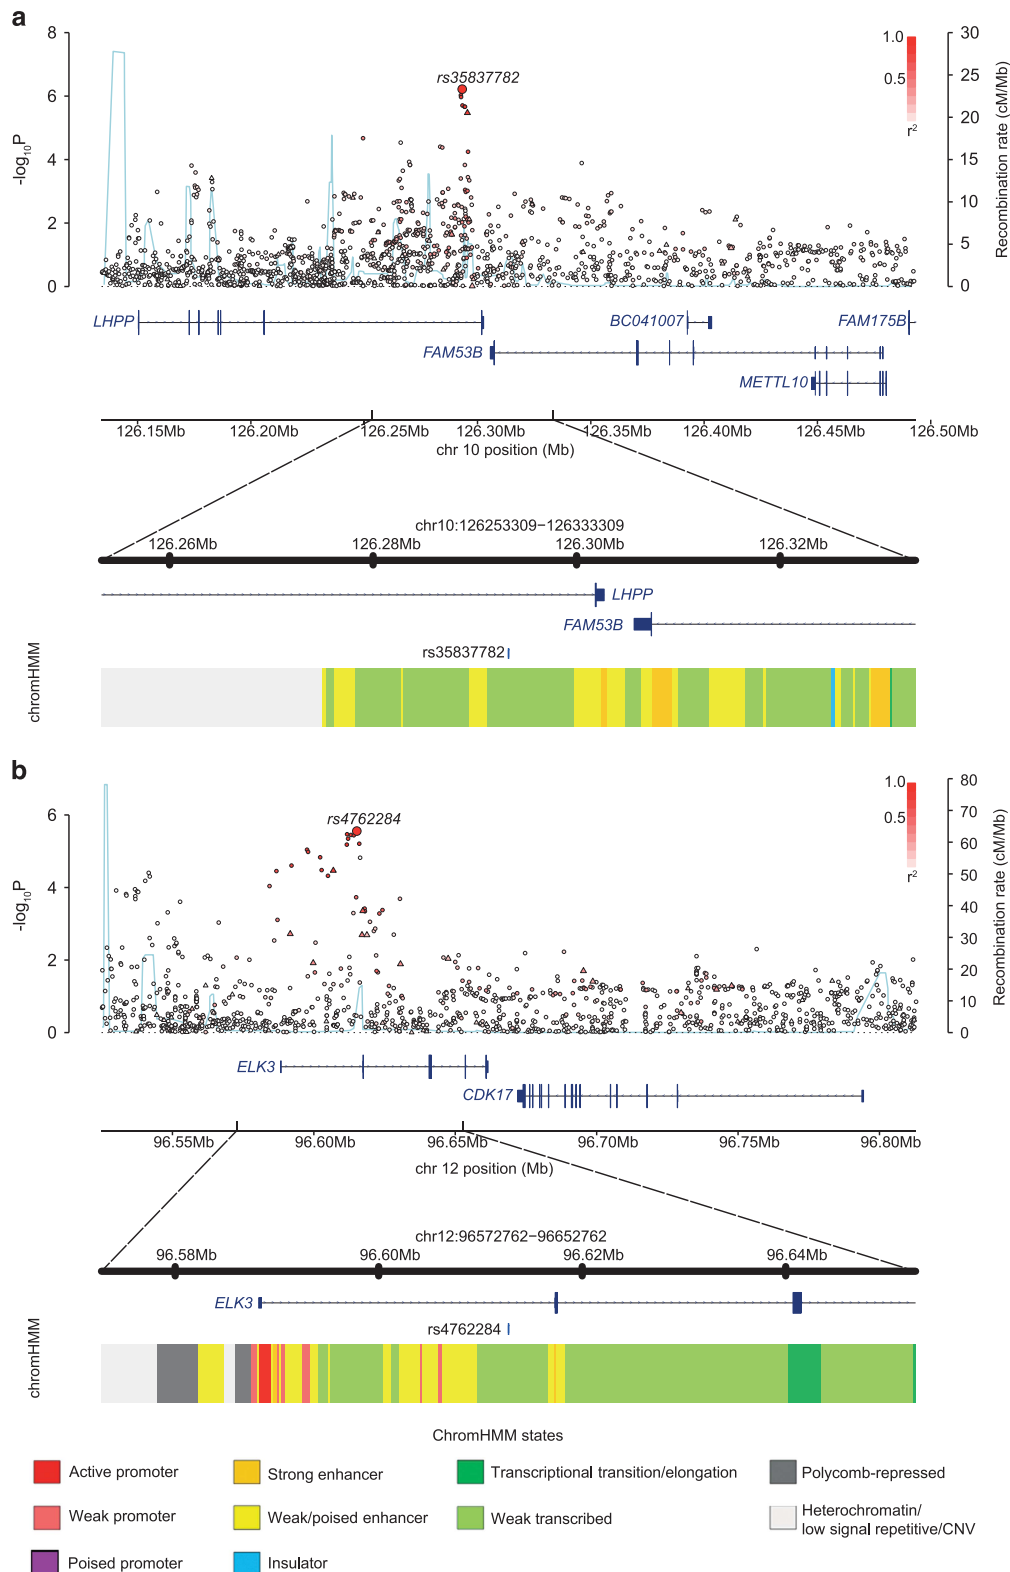 a
8
6
4
2
0
-log10P
rs35837782
1.0
0.5
r2
30
25
20
15
10
5
0
Recombination rate (cM/Mb)
LHPP
BC041007
FAM175B
FAM53B
METTL10
126.15Mb 126.20Mb 126.25Mb 126.30Mb 126.35Mb 126.40Mb 126.45Mb 126.50Mb
chr 10 position (Mb)
chr10:126253309−126333309
126.26Mb 126.28Mb 126.30Mb 126.32Mb
LHPP
FAM53B
rs35837782
chromHMM
b
6
4
2
0
-log10P
rs4762284
1.0
0.5
r2
80
70
60
50
40
30
20
10
0
Recombination rate (cM/Mb)
ELK3
CDK17
96.55Mb 96.60Mb 96.65Mb 96.70Mb 96.75Mb 96.80Mb
chr 12 position (Mb)
chr12:96572762−96652762
96.58Mb 96.60Mb 96.62Mb 96.64Mb
ELK3
rs4762284
chromHMM
ChromHMM states
Active promoter
Strong enhancer
Transcriptional transition/elongation
Polycomb-repressed
Weak promoter
Weak/poised enhancer
Weak transcribed
Heterochromatin/
low signal repetitive/CNV
Poised promoter
Insulator